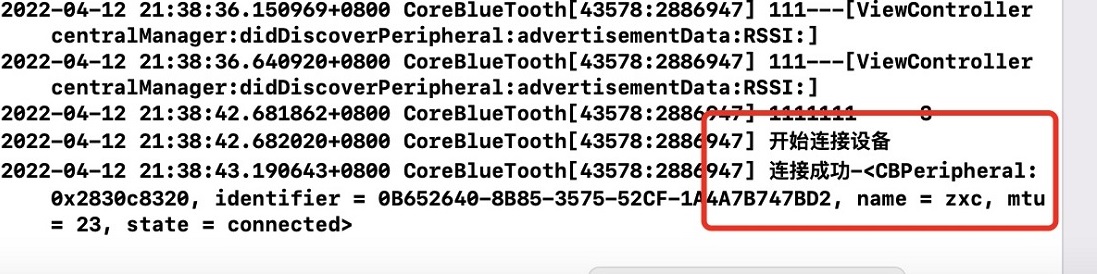 2022-04-12 21:38:36.150969+0800 CoreBlueTooth[43578:2886947] 111---[ViewController
centralManager:didDiscoverPeripheral:advertisementData:RSSI:]
2022-04-12 21:38:36.640920+0800 CoreBlueTooth[43578:2886947] 111---[ViewController
centralManager:didDiscoverPeripheral:advertisementData:RSSI:]
2022-04-12 21:38:42.681862+0800 CoreBlueTooth[43578:2886947] 1111111
2022-04-12 21:38:42.682020+0800 CoreBlueTooth[43578:2886947] 开始连接设备
2022-04-12 21:38:43.190643+0800 CoreBlueTooth[43578:2886947] 连接成功-<CBPeripheral:
0x2830c8320, identifier = 0B652640-8B85-3575-52CF-1A4A7B747BD2, name = zxc, mtu
= 23, state = connected>